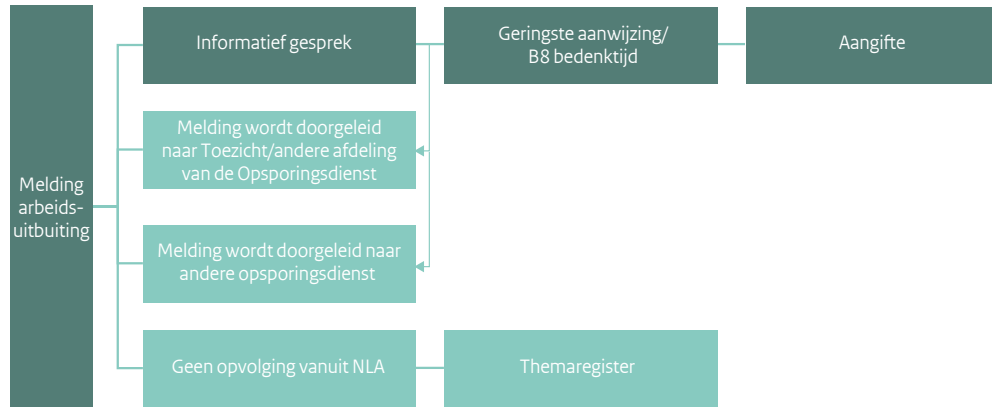 Melding
arbeids-
uitbuiting
Informatief gesprek
Geringste aanwijzing/
B8 bedenktijd
Aangifte
Melding wordt doorgeleid
naar Toezicht/andere afdeling
van de Opsporingsdienst
Melding wordt doorgeleid naar
andere opsporingsdienst
Geen opvolging vanuit NLA
Themaregister